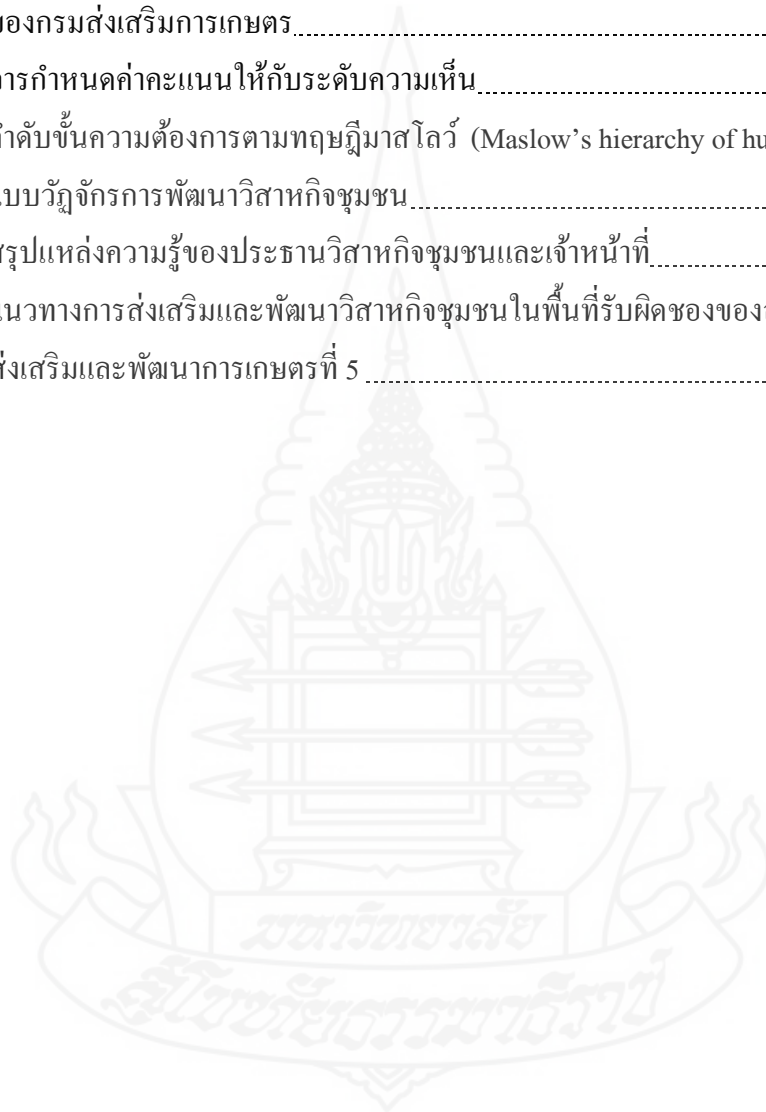 ของกรมส่งเสริมการเกษตร
การกำหนดค่าคะแนนให้กับระดับความเห็น
ลำดับขั้นความต้องการตามทฤษฎีมาสโลว์ (Maslow’s hierarchy of hu
แบบวัฏจักรการพัฒนาวิสาหกิจชุมชน
สรุปแหล่งความรู้ของประธานวิสาหกิจชุมชนและเจ้าหน้าที่
แนวทางการส่งเสริมและพัฒนาวิสาหกิจชุมชนในพื้นที่รับผิดชองของ
ส่งเสริมและพัฒนาการเกษตรที่ 5
มหาวิทยาลัย
สุโขทัยธรรมาธิราช